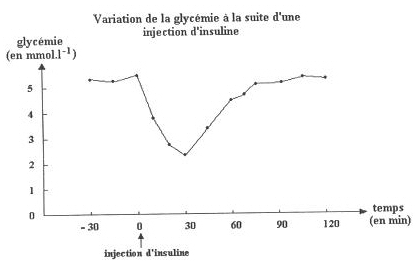 Variation de la glycémie à la suite d'une
injection d'insuline
glycémie
(en mmol.l⁻¹)
5
4
3
2
1
0
-30
0
30
60
90
120
temps
(en min)
injection d'insuline